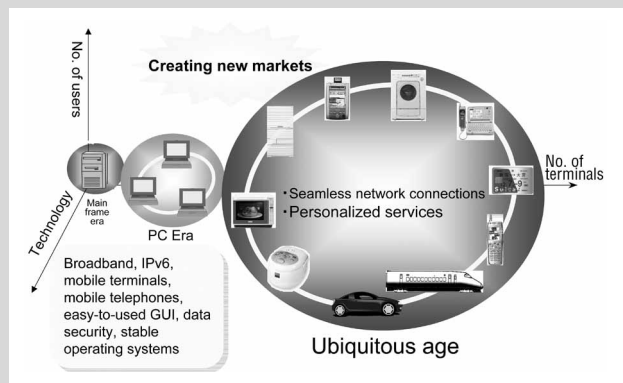 No. of users
Creating new markets
Technology
Main
frame
era
PC Era
Broadband, IPv6,
mobile terminals,
mobile telephones,
easy-to-used GUI, data
security, stable
operating systems
・Seamless network connections
・Personalized services
Suica
No. of
terminals
Ubiquitous age